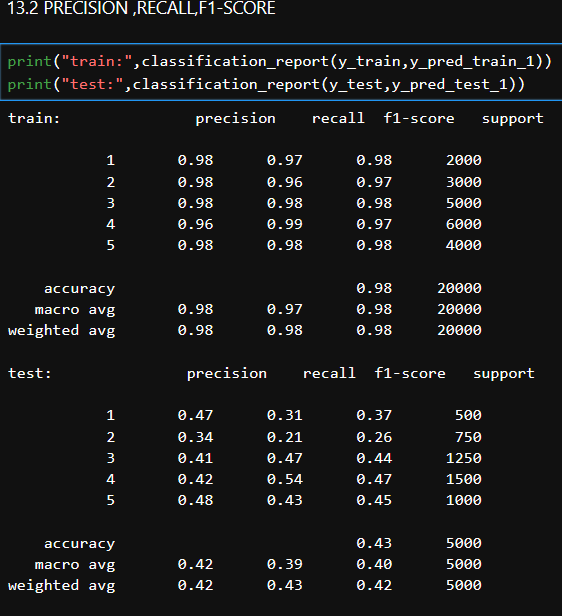 13.2 PRECISION ,RECALL,F1-SCORE
print("train:",classification_report(y_train,y_pred_train_1))
print("test:",classification_report(y_test,y_pred_test_1))
train:               precision    recall  f1-score   support
           1       0.98      0.97      0.98      2000
           2       0.98      0.96      0.97      3000
           3       0.98      0.98      0.98      5000
           4       0.96      0.99      0.97      6000
           5       0.98      0.98      0.98      4000
    accuracy                           0.98     20000
   macro avg       0.98      0.97      0.98     20000
weighted avg       0.98      0.98      0.98     20000
test:               precision    recall  f1-score   support
           1       0.47      0.31      0.37       500
           2       0.34      0.21      0.26       750
           3       0.41      0.47      0.44      1250
           4       0.42      0.54      0.47      1500
           5       0.48      0.43      0.45      1000
    accuracy                           0.43      5000
   macro avg       0.42      0.39      0.40      5000
weighted avg       0.42      0.43      0.42      5000